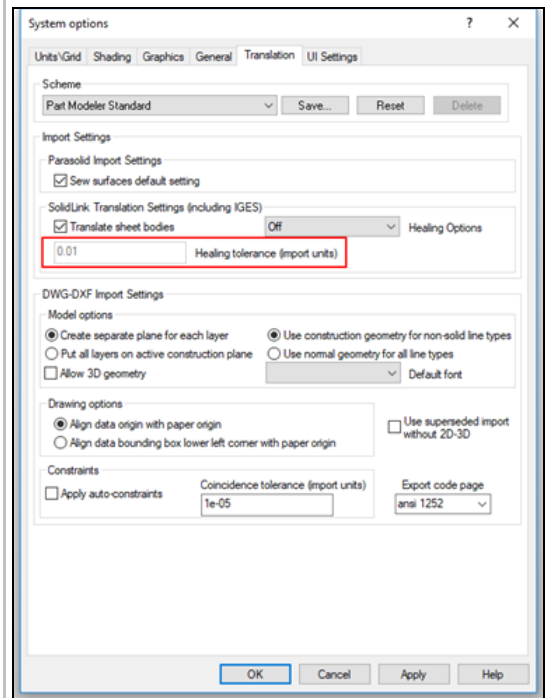 System options ? ×
Units\Grid Shading Graphics General Translation UI Settings
Scheme
Part Modeler Standard Save... Reset Delete
Import Settings
Parasolid Import Settings
Sew surfaces default setting
SolidLink Translation Settings (including IGES)
Translate sheet bodies Off Healing Options
0.01 Healing tolerance (import units)
DWG-DXF Import Settings
Model options
Create separate plane for each layer Use construction geometry for non-solid line types
Put all layers on active construction plane Use normal geometry for all line types
Allow 3D geometry Default font
Drawing options
Align data origin with paper origin
Align data bounding box lower left corner with paper origin
Use superseded import
without 2D-3D
Constraints
Apply auto-constraints
Coincidence tolerance (import units)
1e-05
Export code page
ansi 1252
OK Cancel Apply Help